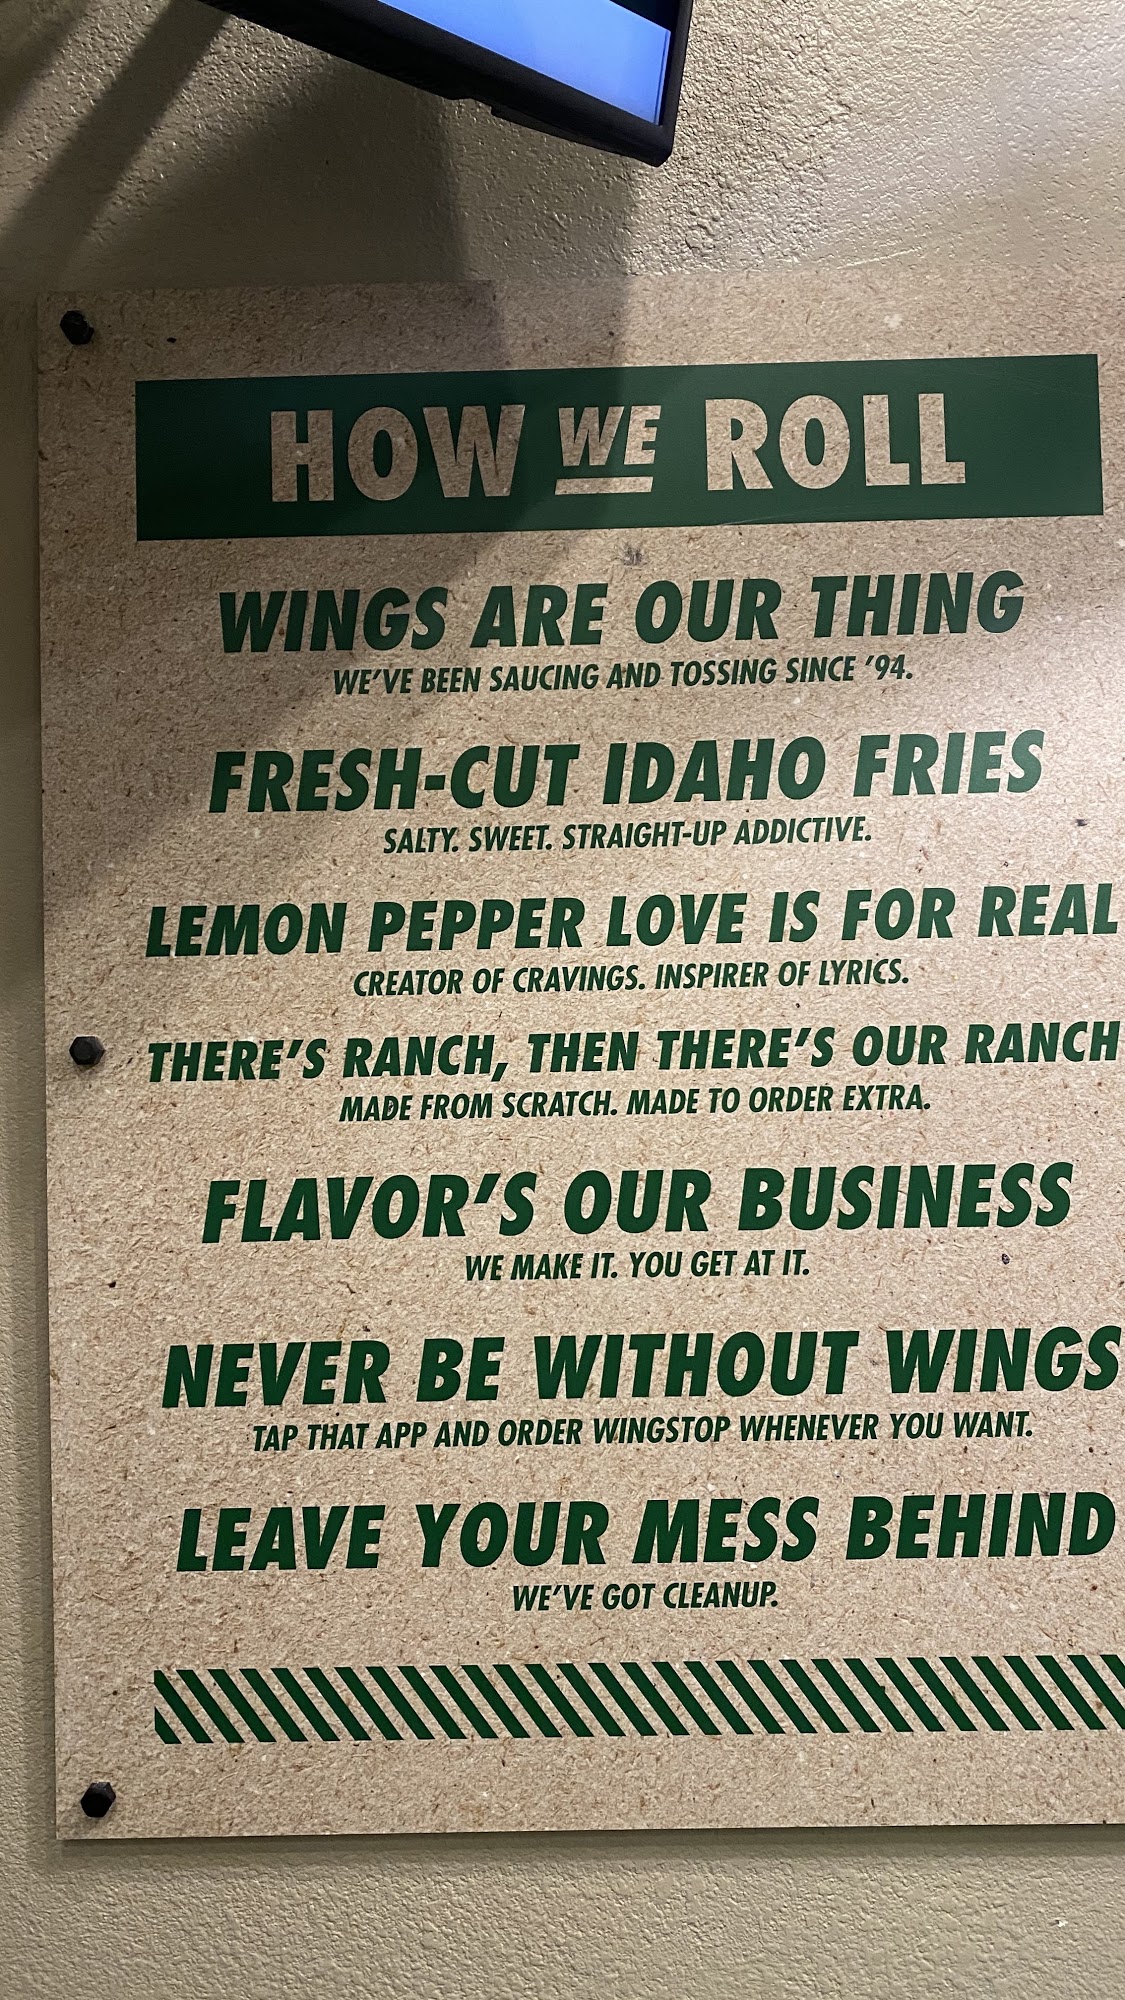 HOW WE ROLL
WINGS ARE OUR THING
WE'VE BEEN SAUCING AND TOSSING SINCE '94.
FRESH-CUT IDAHO FRIES
SALTY. SWEET. STRAIGHT-UP ADDICTIVE.
LEMON PEPPER LOVE IS FOR REAL
CREATOR OF CRAVINGS. INSPIRER OF LYRICS.
THERE'S RANCH, THEN THERE'S OUR RANCH
MADE FROM SCRATCH. MADE TO ORDER EXTRA.
FLAVOR'S OUR BUSINESS
WE MAKE IT. YOU GET AT IT.
NEVER BE WITHOUT WINGS
TAP THAT APP AND ORDER WINGSTOP WHENEVER YOU WANT.
LEAVE YOUR MESS BEHIND
WE'VE GOT CLEANUP.